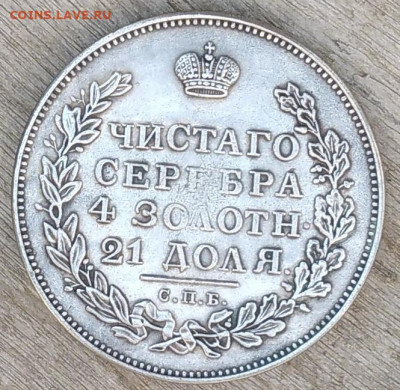 COINS.LAVE.RU
ЧИСТАГО
СЕРЕБРА
4 ЗОЛОТН.
21 ДОЛЯ.
С.П.Б.